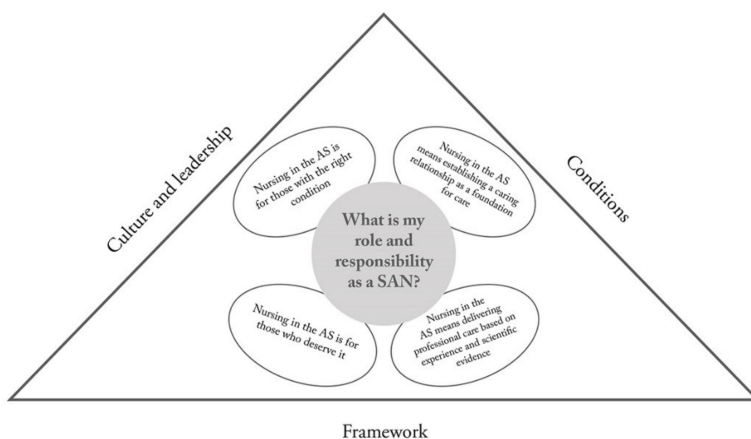 Culture and leadership
Conditions
Nursing in the AS is
for those with the right
condition
Nursing in the AS
means establishing a caring
relationship as a foundation
for care
What is my
role and
responsibility
as a SAN?
Nursing in the AS is for
those who deserve it
Nursing in the
AS means delivering
professional care based on
experience and scientific
evidence
Framework